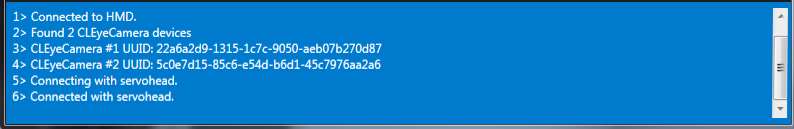 1> Connected to HMD.
2> Found 2 CLEyeCamera devices
3> CLEyeCamera #1 UUID: 22a6a2d9-1315-1c7c-9050-aeb07b270d87
4> CLEyeCamera #2 UUID: 5c0e7d15-85c6-e54d-b6d1-45c7976aa2a6
5> Connecting with servohead.
6> Connected with servohead.